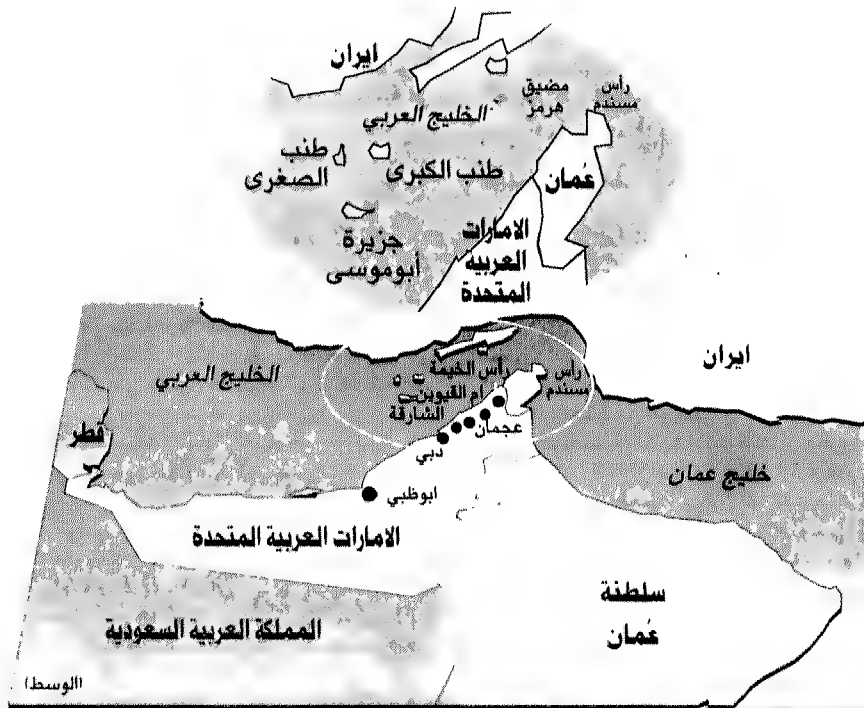 ايران
مضيق
هرمز
رأس
مسندم
الخليج العربي
طنب
الصغرى
طنب الكبرى
عُمان
جزيرة
أبوموسى
الامارات
العربية
المتحدة
ايران
الخليج العربي
رأس الخيمة
ام القيوين
الشارقة
عجمان
دبي
رأس
مسندم
قطر
خليج عمان
ابوظبي
الامارات العربية المتحدة
سلطنة
عُمان
المملكة العربية السعودية
(الوسط)